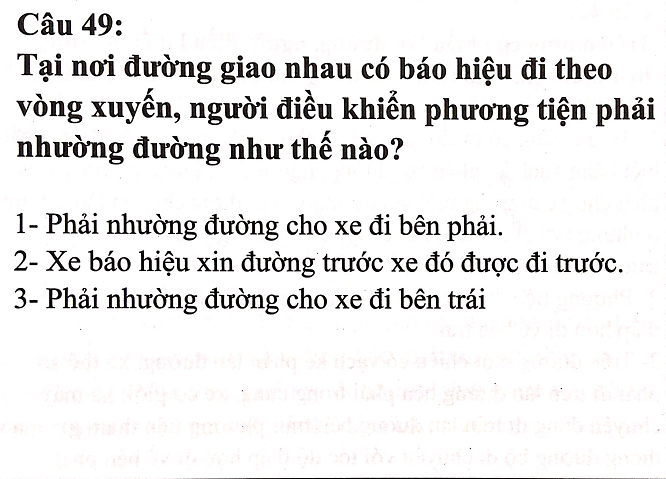 Câu 49:
Tại nơi đường giao nhau có báo hiệu đi theo
vòng xuyến, người điều khiển phương tiện phải
nhường đường như thế nào?
1- Phải nhường đường cho xe đi bên phải.
2- Xe báo hiệu xin đường trước xe đó được đi trước.
3- Phải nhường đường cho xe đi bên trái